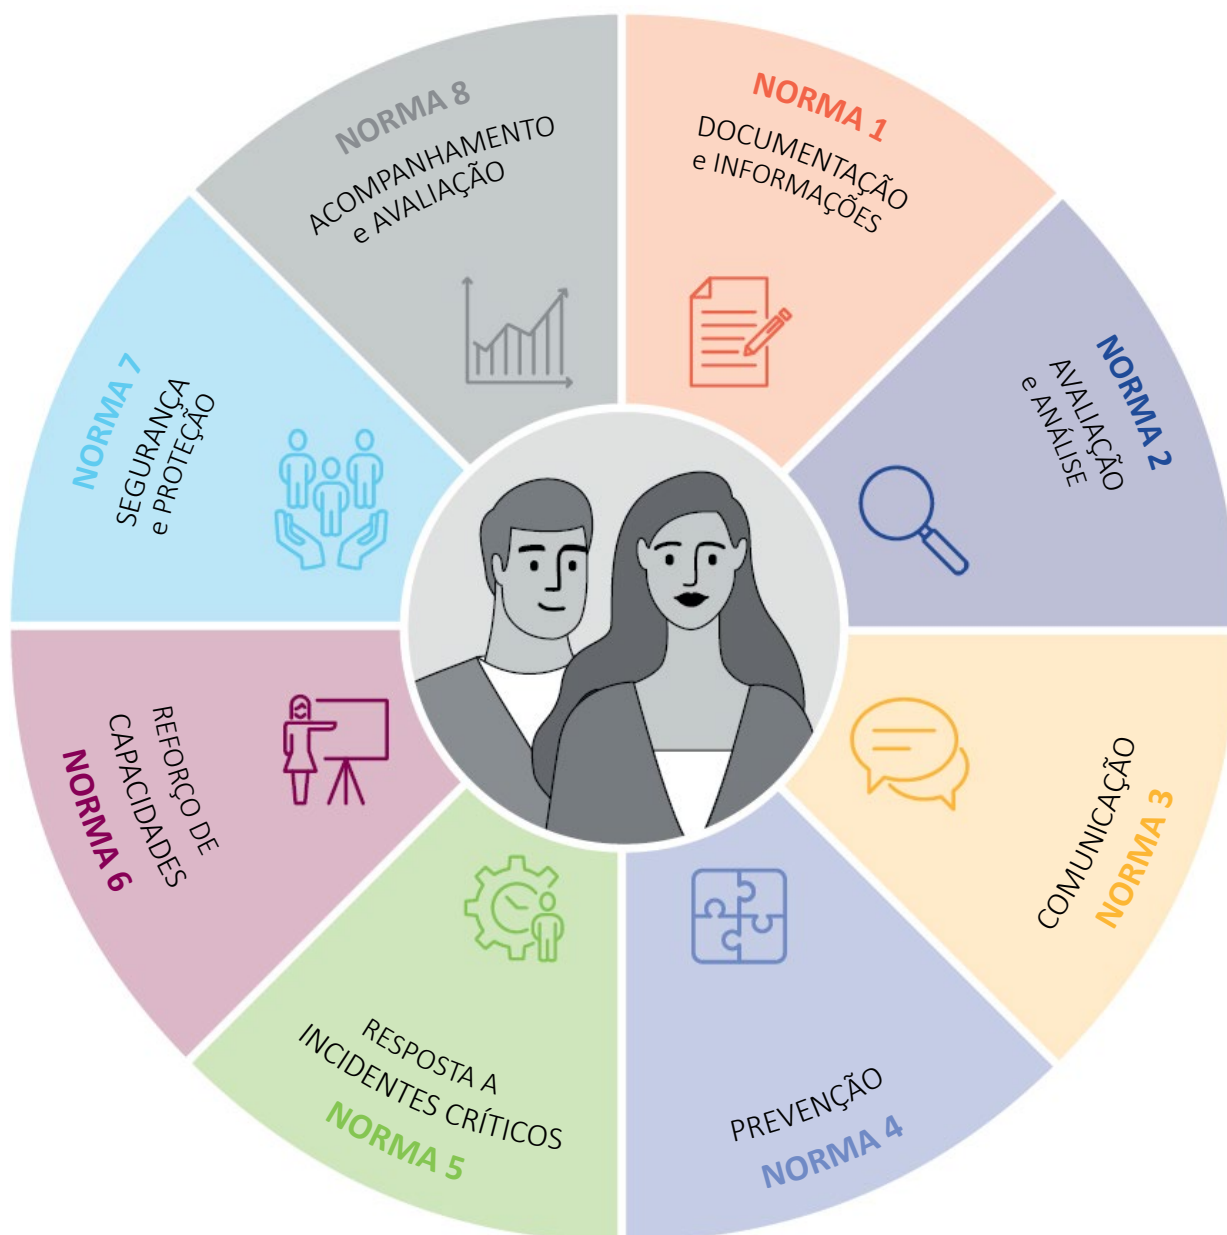 NORMA 1
DOCUMENTAÇÃO
e INFORMAÇÕES
NORMA 2
AVALIAÇÃO
e ANÁLISE
COMUNICAÇÃO
NORMA 3
PREVENÇÃO
NORMA 4
RESPOSTA A
INCIDENTES CRÍTICOS
NORMA 5
REFORÇO DE
CAPACIDADES
NORMA 6
NORMA 7
SEGURANÇA
e PROTEÇÃO
NORMA 8
ACOMPANHAMENTO
e AVALIAÇÃO